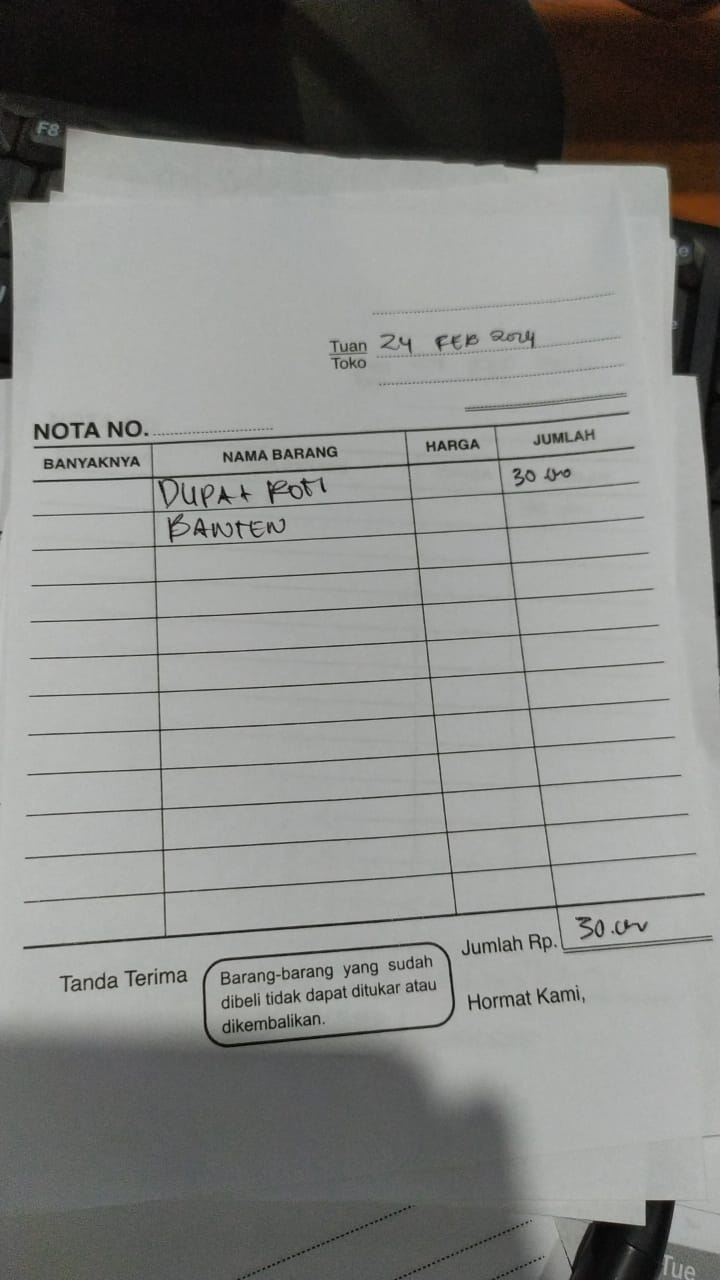 F8
Tuan 24 FEB 2024
Toko
NOTA NO.
BANYAKNYA NAMA BARANG HARGA JUMLAH
DUPA + ROTI 30.000
BANTEN
Jumlah Rp. 30.000
Tanda Terima
Barang-barang yang sudah
dibeli tidak dapat ditukar atau
dikembalikan.
Hormat Kami,
Tue